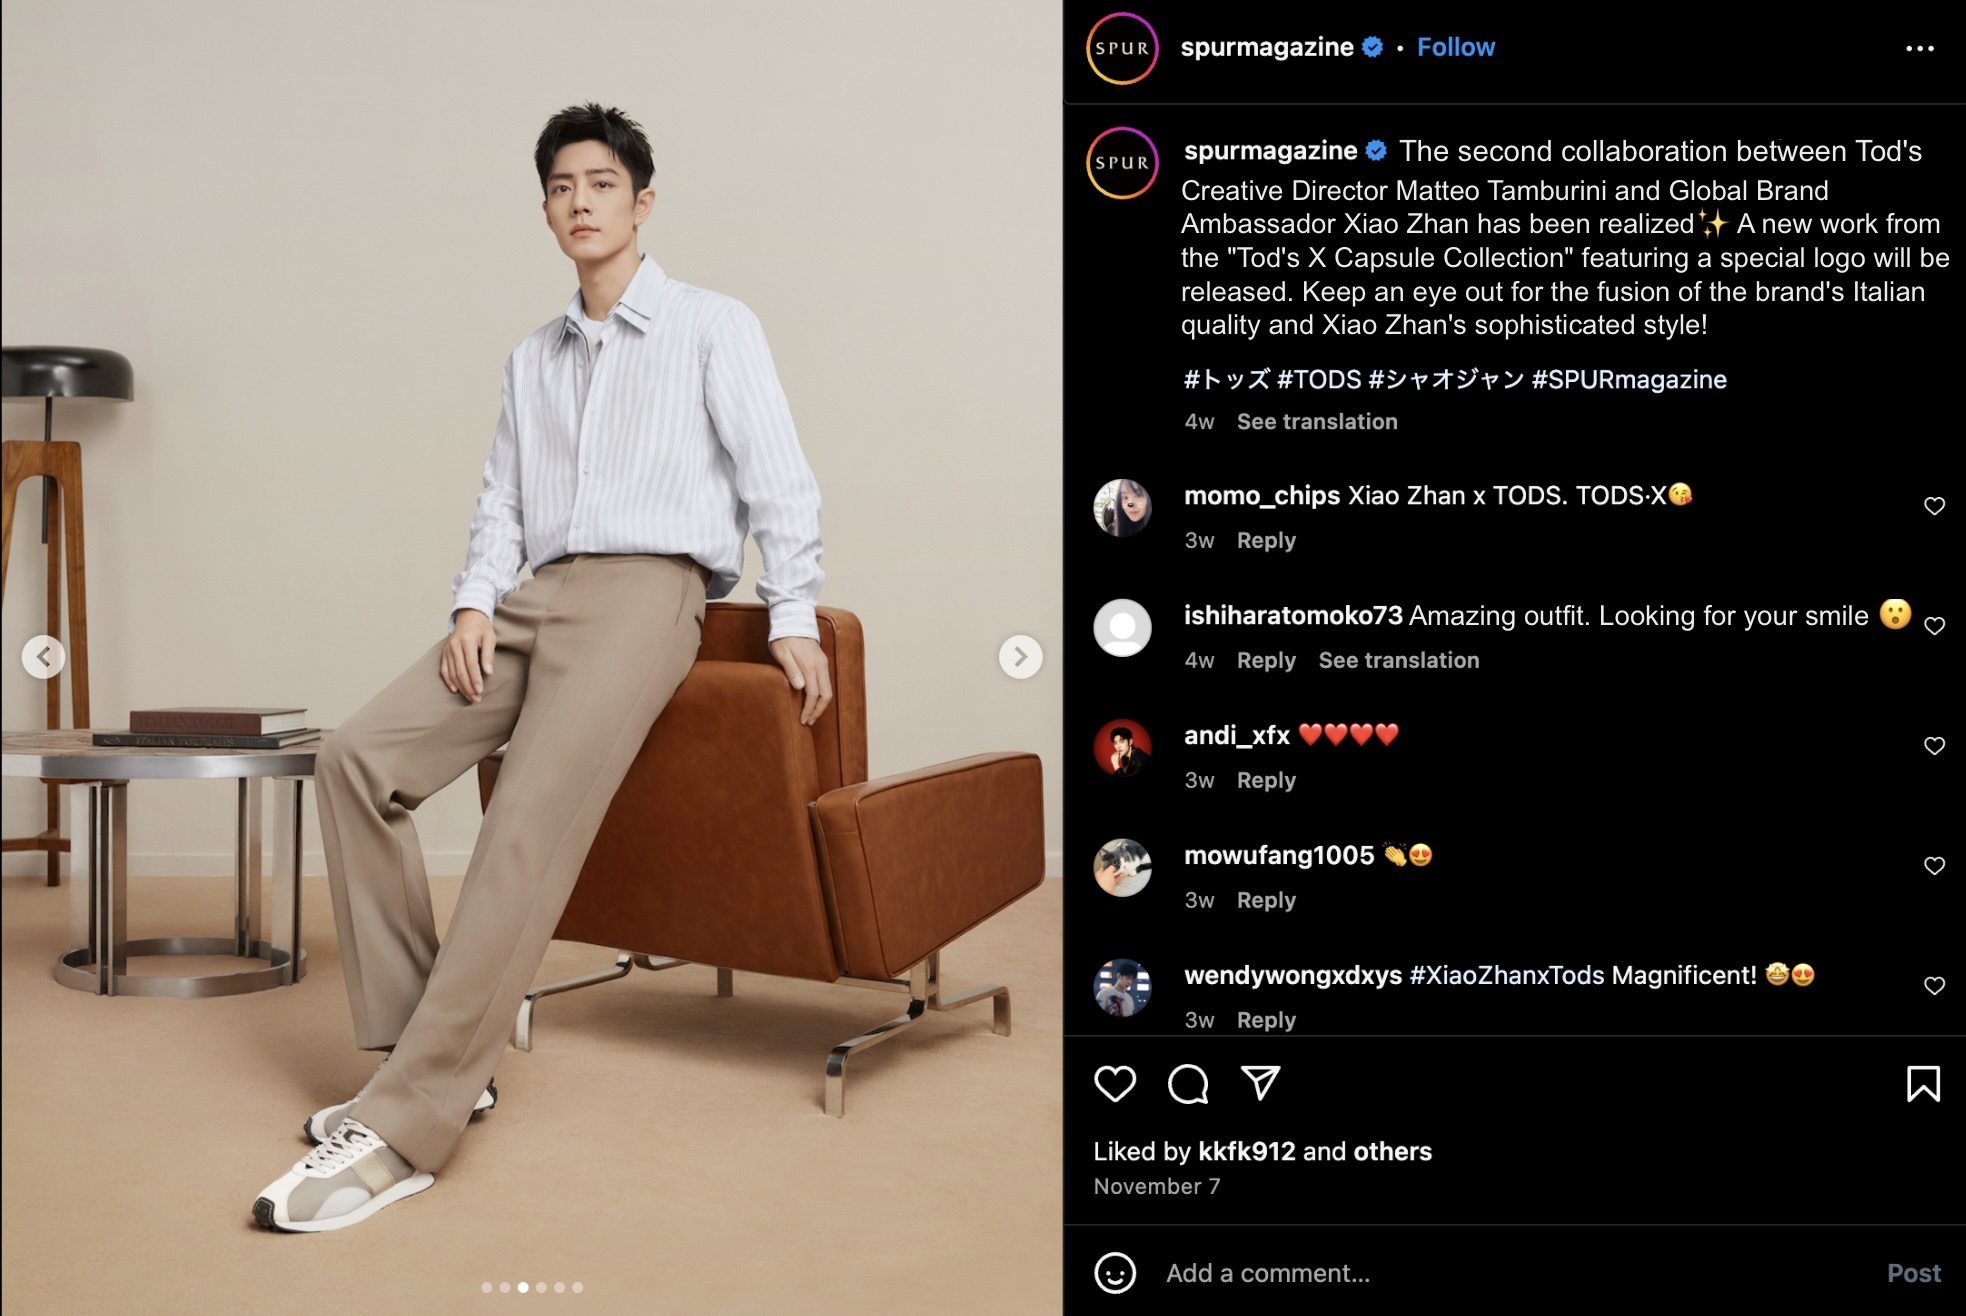 ITALIAN TOUCH
ITALIAN PORTRAITS
SPUR
spurmagazine • Follow
SPUR
spurmagazine The second collaboration between Tod's
Creative Director Matteo Tamburini and Global Brand
Ambassador Xiao Zhan has been realized✨ A new work from
the "Tod's X Capsule Collection" featuring a special logo will be
released. Keep an eye out for the fusion of the brand's Italian
quality and Xiao Zhan's sophisticated style!
#トッズ #TODS #シャオジャン #SPURmagazine
4w See translation
momo_chips Xiao Zhan x TODS. TODS·X😘
3w Reply
ishiharatomoko73 Amazing outfit. Looking for your smile 😮
4w Reply See translation
andi_xfx ❤️❤️❤️❤️
3w Reply
mowufang1005 👏😍
3w Reply
wendywongxdxys #XiaoZhanxTods Magnificent! 🤩😍
3w Reply
Liked by kkfk912 and others
November 7
Add a comment...
Post